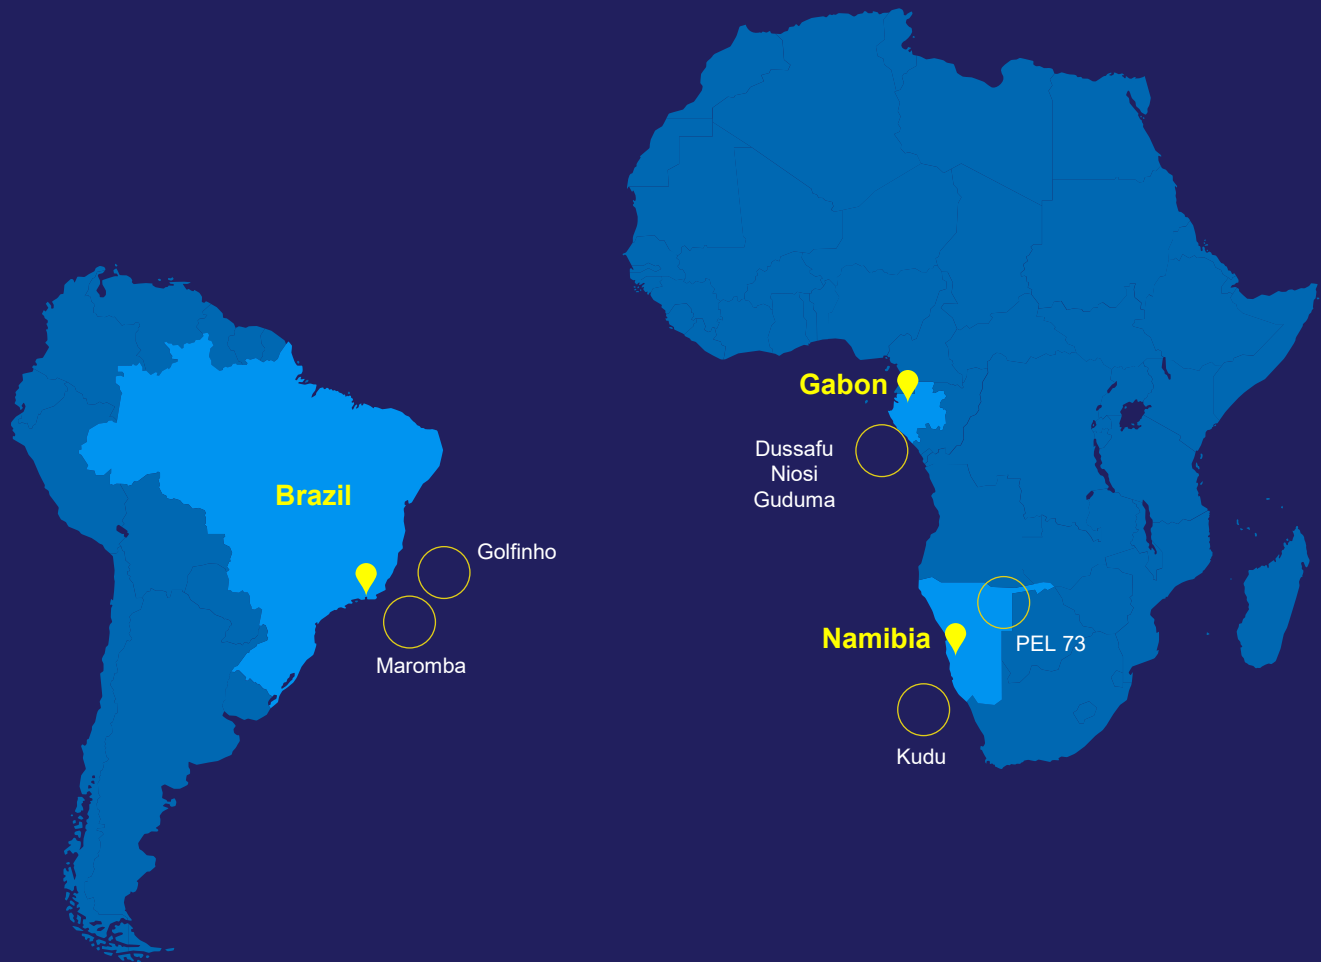 Gabon
Dussafu
Niosi
Guduma
Brazil
Golfinho
Maromba
Namibia
PEL 73
Kudu